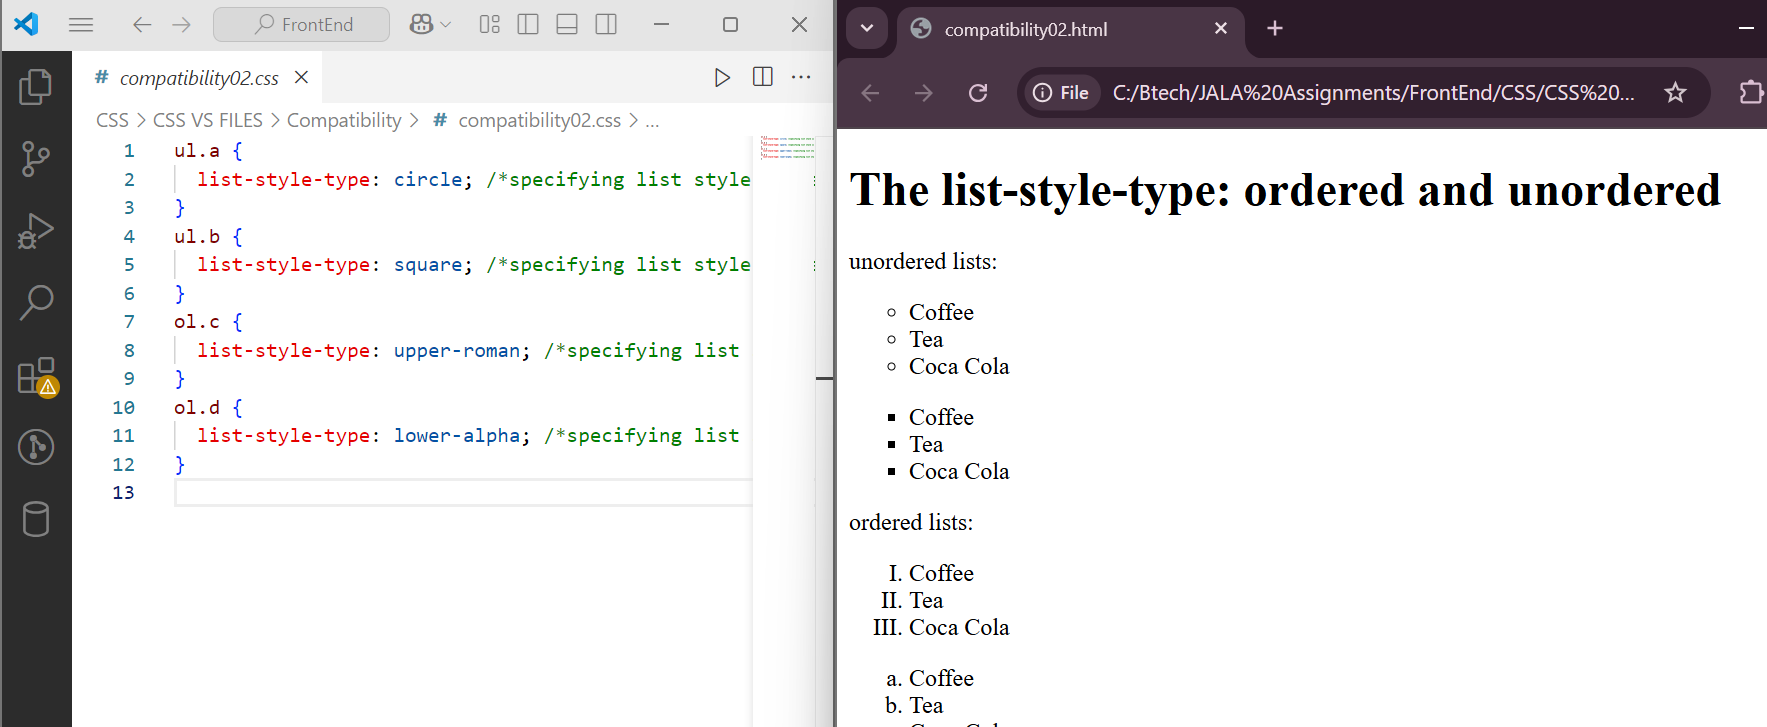 FrontEnd
# compatibility02.css
CSS > CSS VS FILES > Compatibility > # compatibility02.css > ...
1 ul.a {
2 list-style-type: circle; /*specifying list style
3 }
4 ul.b {
5 list-style-type: square; /*specifying list style
6 }
7 ol.c {
8 list-style-type: upper-roman; /*specifying list
9 }
10 ol.d {
11 list-style-type: lower-alpha; /*specifying list
12 }
13
compatibility02.html
File C:/Btech/JALA%20Assignments/FrontEnd/CSS/CSS%20...
The list-style-type: ordered and unordered
unordered lists:
Coffee
Tea
Coca Cola
Coffee
Tea
Coca Cola
ordered lists:
I. Coffee
II. Tea
III. Coca Cola
a. Coffee
b. Tea